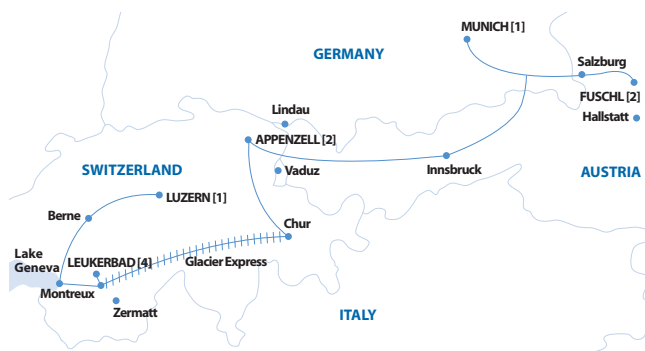 MUNICH [1]
GERMANY
Salzburg
FUSCHL [2]
Lindau
Hallstatt
APPENZELL [2]
SWITZERLAND
Vaduz
Innsbruck
AUSTRIA
LUZERN [1]
Berne
Chur
Lake
Geneva
LEUKERBAD [4]
Glacier Express
Montreux
Zermatt
ITALY